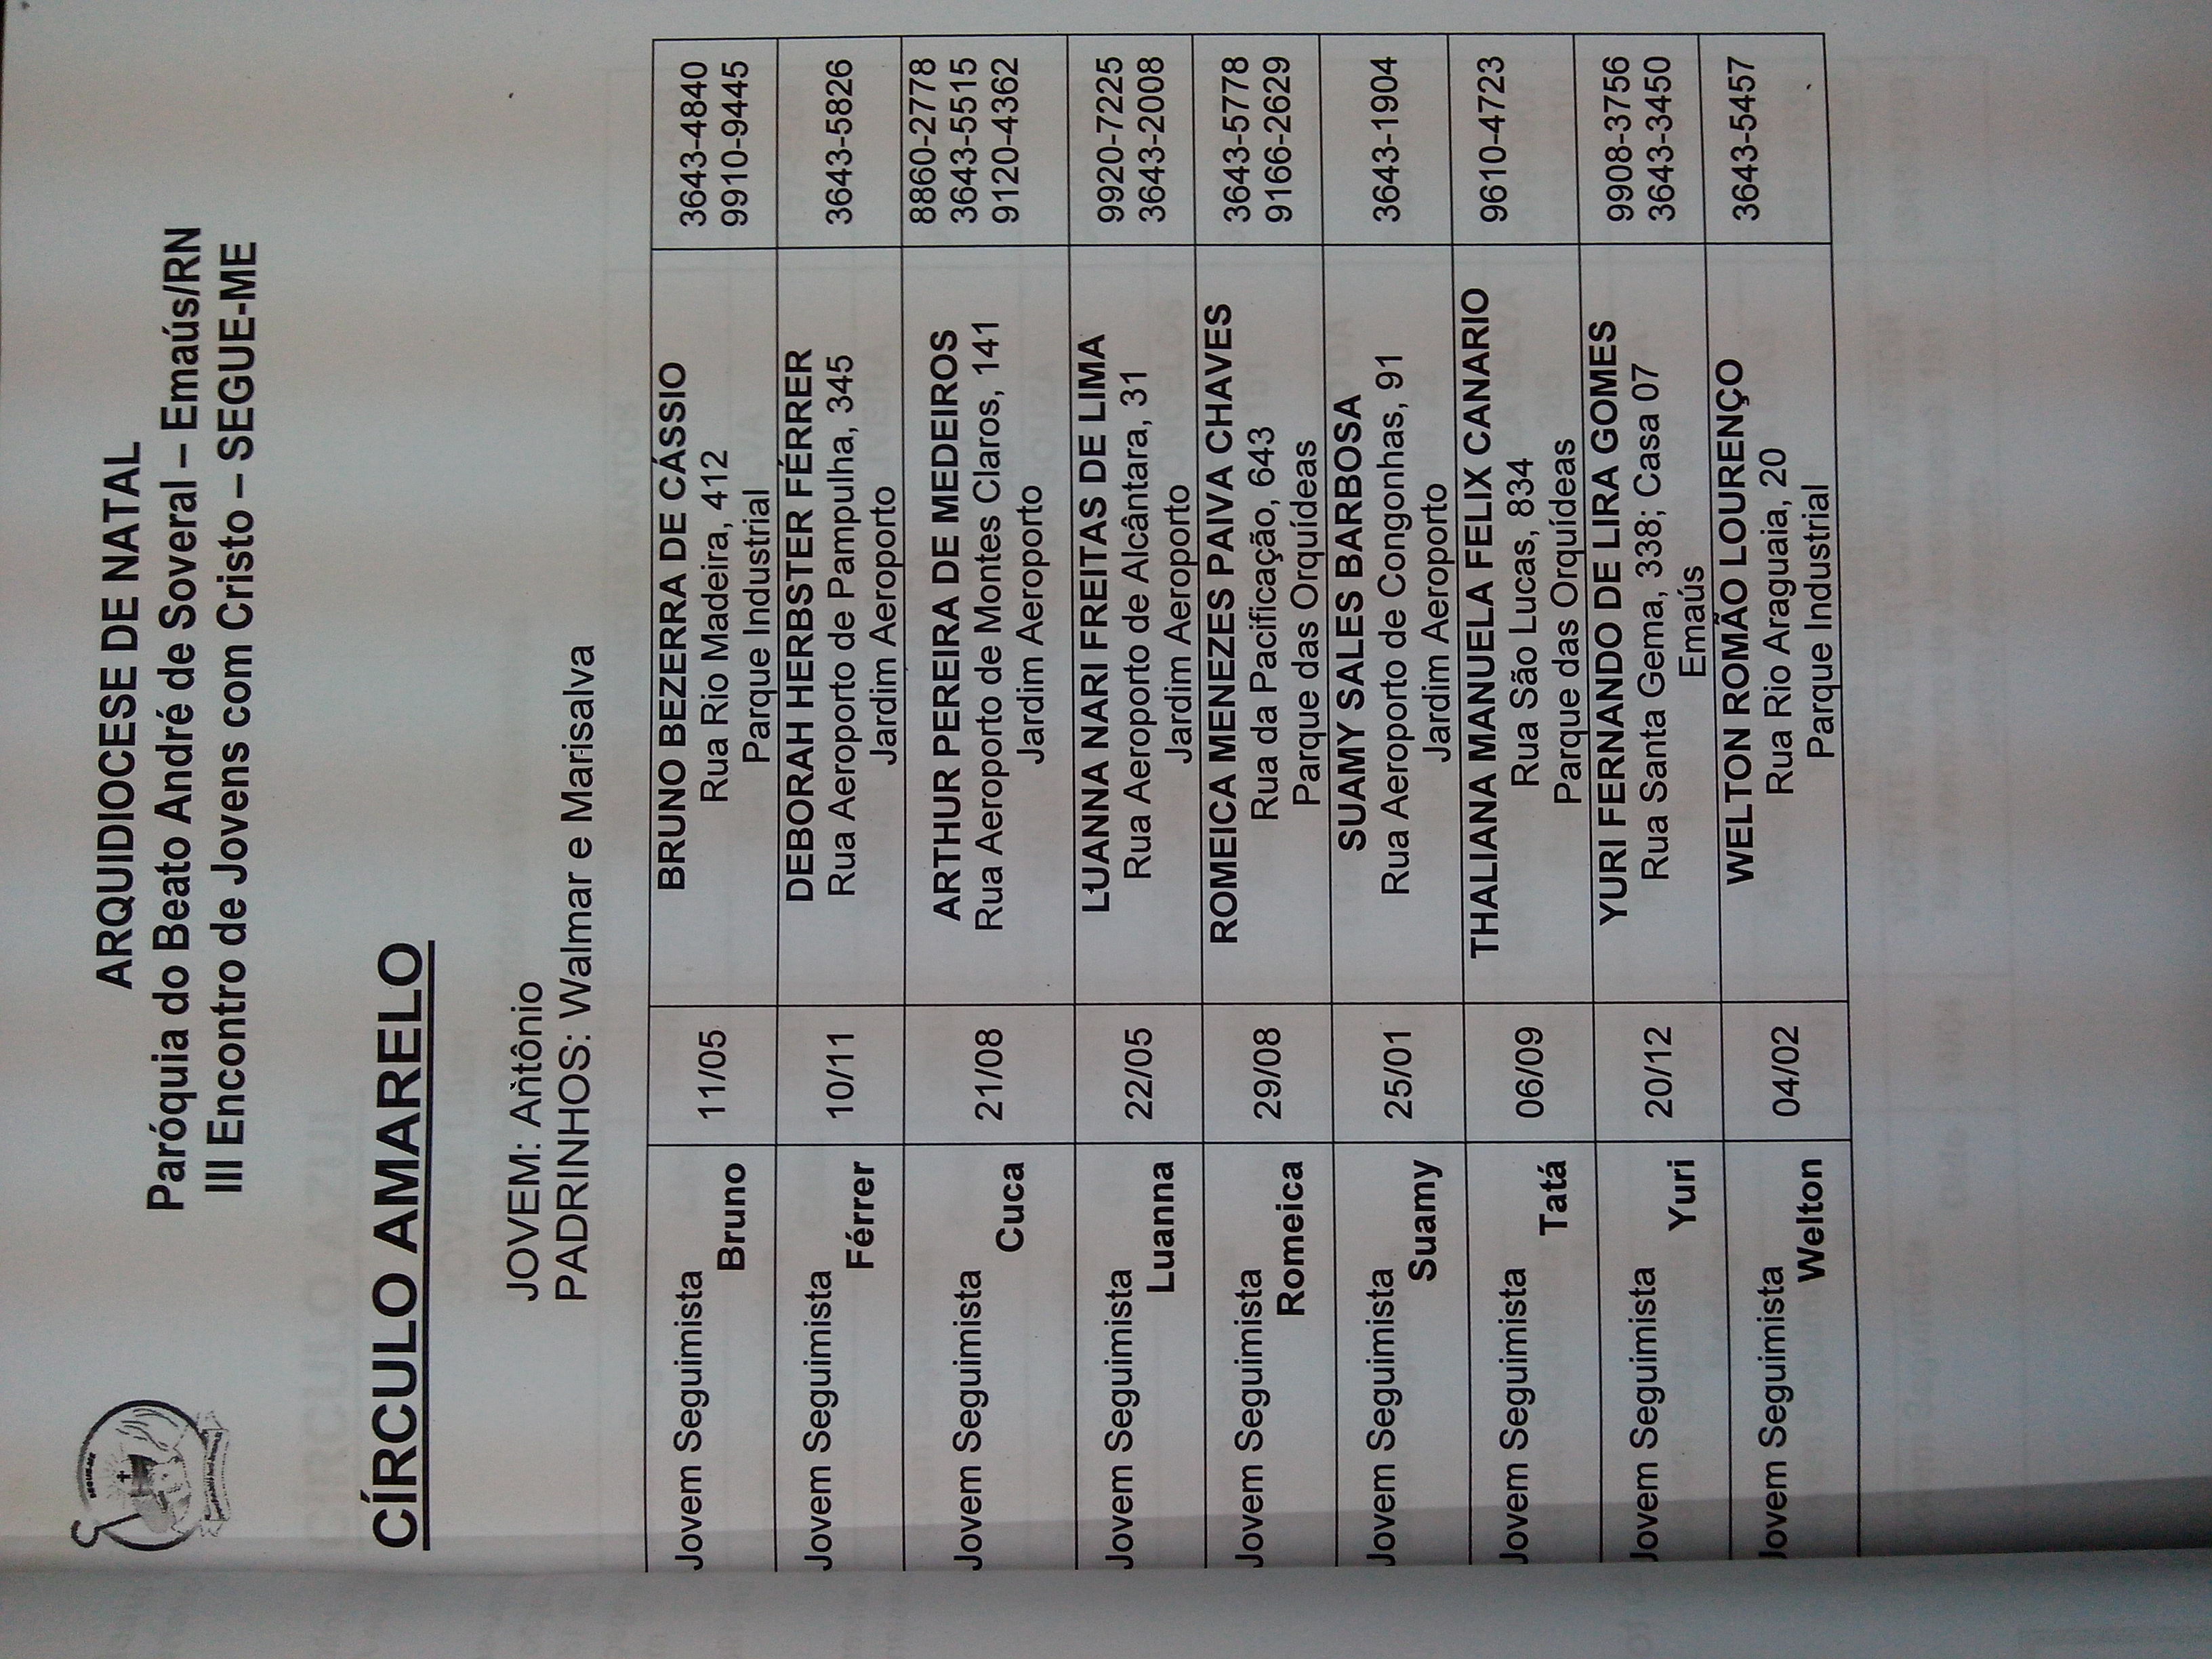 SEGUE-ME
ARQUIDIOCESE DE NATAL
Paróquia do Beato André de Soveral – Emaús/RN
III Encontro de Jovens com Cristo – SEGUE-ME
CÍRCULO AMARELO
JOVEM: Antônio
PADRINHOS: Walmar e Marisalva
Jovem Seguimista
Bruno
11/05
BRUNO BEZERRA DE CÁSSIO
Rua Rio Madeira, 412
Parque Industrial
3643-4840
9910-9445
Jovem Seguimista
Férrer
10/11
DEBORAH HERBSTER FÉRRER
Rua Aeroporto de Pampulha, 345
Jardim Aeroporto
3643-5826
Jovem Seguimista
Cuca
21/08
ARTHUR PEREIRA DE MEDEIROS
Rua Aeroporto de Montes Claros, 141
Jardim Aeroporto
8860-2778
3643-5515
9120-4362
Jovem Seguimista
Luanna
22/05
LUANNA NARI FREITAS DE LIMA
Rua Aeroporto de Alcântara, 31
Jardim Aeroporto
9920-7225
3643-2008
Jovem Seguimista
Romeica
29/08
ROMEICA MENEZES PAIVA CHAVES
Rua da Pacificação, 643
Parque das Orquídeas
3643-5778
9166-2629
Jovem Seguimista
Suamy
25/01
SUAMY SALES BARBOSA
Rua Aeroporto de Congonhas, 91
Jardim Aeroporto
3643-1904
Jovem Seguimista
Tatá
06/09
THALIANA MANUELA FELIX CANARIO
Rua São Lucas, 834
Parque das Orquídeas
9610-4723
Jovem Seguimista
Yuri
20/12
YURI FERNANDO DE LIRA GOMES
Rua Santa Gema, 338; Casa 07
Emaús
9908-3756
3643-3450
Jovem Seguimista
Welton
04/02
WELTON ROMÃO LOURENÇO
Rua Rio Araguaia, 20
Parque Industrial
3643-5457